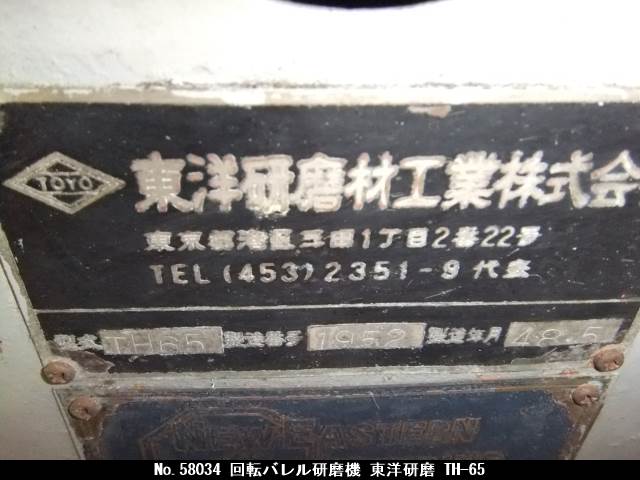 TOYO
東洋研磨材工業株式会
東京都港区三田1丁目2番22号
TEL (453) 2351-9 代表
型式 TH65 製造番号 1952 製造年月 48-5
NEW EASTERN
No.58034 回転バレル研磨機 東洋研磨 TH-65